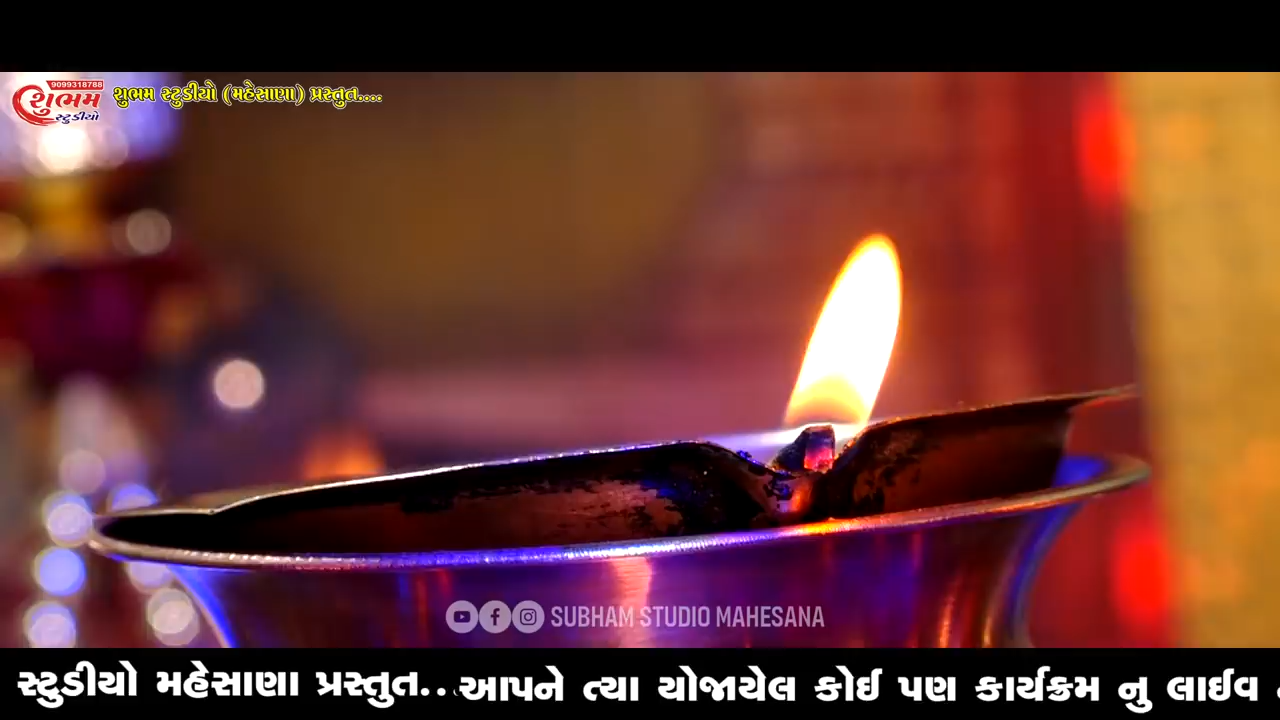 9099318788
શુભમ
સ્ટુડીયો
શુભમ સ્ટુડીયો (મહેસાણા) પ્રસ્તુત....
SUBHAM STUDIO MAHESANA
સ્ટુડીયો મહેસાણા પ્રસ્તુત... આપને ત્યા યોજાયેલ કોઈ પણ કાર્યક્રમ નુ લાઈવ